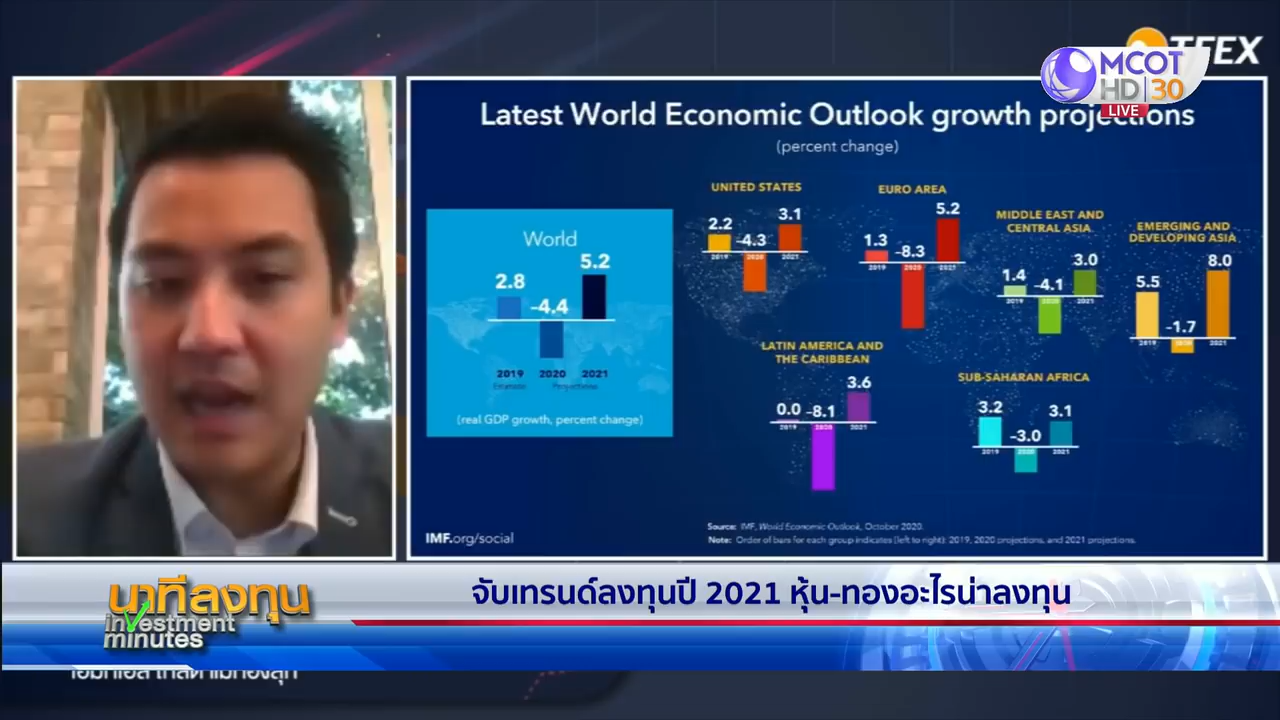 TFEX
MCOT
HD 30
LIVE
Latest World Economic Outlook growth projections
(percent change)
World
2.8
-4.4
5.2
2019
2020
2021
Projections
(real GDP growth, percent change)
UNITED STATES
2.2
-4.3
3.1
2019
2020
2021
EURO AREA
1.3
-8.3
5.2
2019
2020
2021
MIDDLE EAST AND
CENTRAL ASIA
1.4
-4.1
3.0
2019
2020
2021
EMERGING AND
DEVELOPING ASIA
5.5
-1.7
8.0
2019
2020
2021
LATIN AMERICA AND
THE CARIBBEAN
0.0
-8.1
3.6
2019
2020
2021
SUB-SAHARAN AFRICA
3.2
-3.0
3.1
2019
2020
2021
IMF.org/social
Source: IMF, World Economic Outlook, October 2020.
Note: Order of bars for each group indicates (left to right): 2019, 2020 projections, and 2021 projections.
นาทีลงทุน
investment
minutes
จับเทรนด์ลงทุนปี 2021 หุ้น-ทองอะไรน่าลงทุน